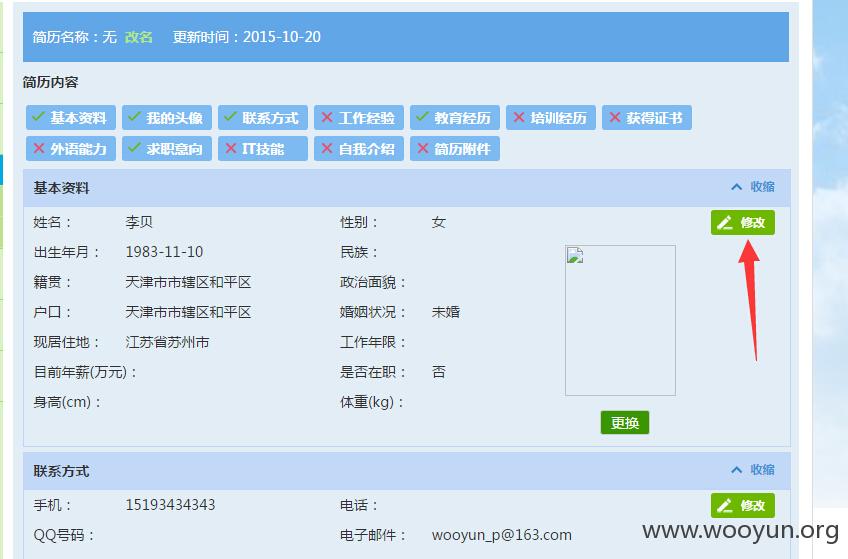 简历名称：无 改名 更新时间：2015-10-20
简历内容
基本资料 我的头像 联系方式 工作经验 教育经历 培训经历 获得证书
外语能力 求职意向 IT技能 自我介绍 简历附件
基本资料 收缩
姓名： 李贝 性别： 女 修改
出生年月： 1983-11-10 民族：
籍贯： 天津市市辖区和平区 政治面貌：
户口： 天津市市辖区和平区 婚姻状况： 未婚
现居住地： 江苏省苏州市 工作年限：
目前年薪(万元)： 是否在职： 否
身高(cm)： 体重(kg)：
更换
联系方式 收缩
手机： 15193434343 电话： 修改
QQ号码： 电子邮件： wooyun_p@163.com
www.wooyun.org